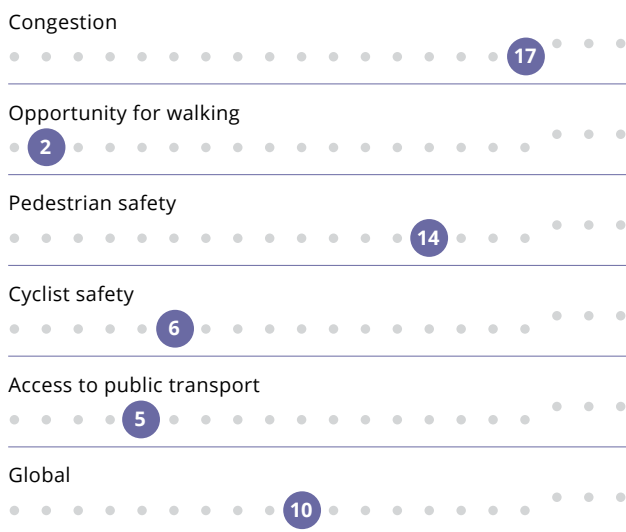 Congestion
17
Opportunity for walking
2
Pedestrian safety
14
Cyclist safety
6
Access to public transport
5
Global
10